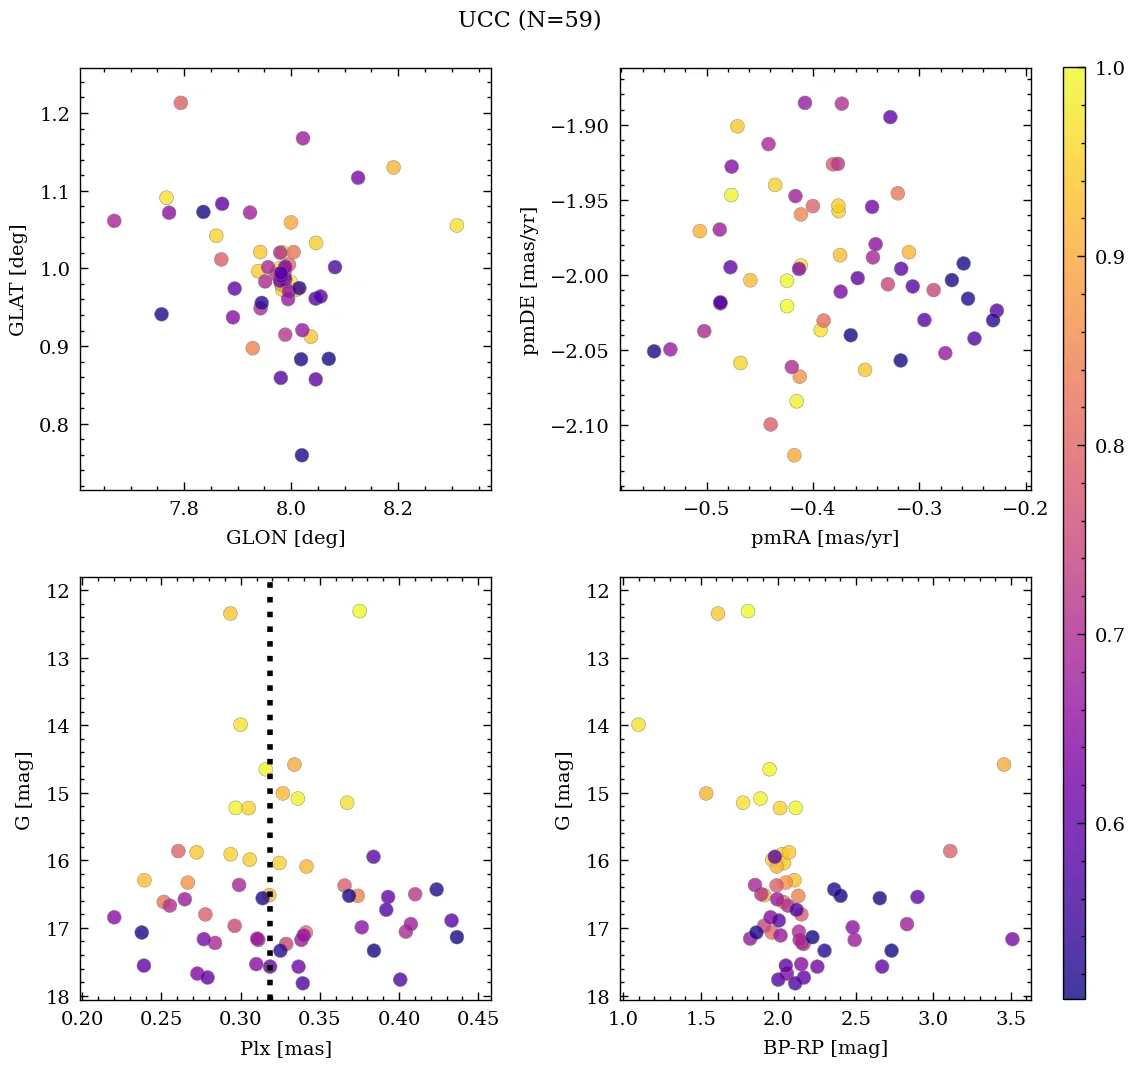 UCC (N=59)
1.2
1.1
1.0
0.9
0.8
GLAT [deg]
7.8 8.0 8.2
GLON [deg]
−1.90
−1.95
−2.00
−2.05
−2.10
pmDE [mas/yr]
−0.5 −0.4 −0.3 −0.2
pmRA [mas/yr]
12
13
14
15
16
17
18
G [mag]
0.20 0.25 0.30 0.35 0.40 0.45
Plx [mas]
12
13
14
15
16
17
18
G [mag]
1.0 1.5 2.0 2.5 3.0 3.5
BP-RP [mag]
1.0
0.9
0.8
0.7
0.6